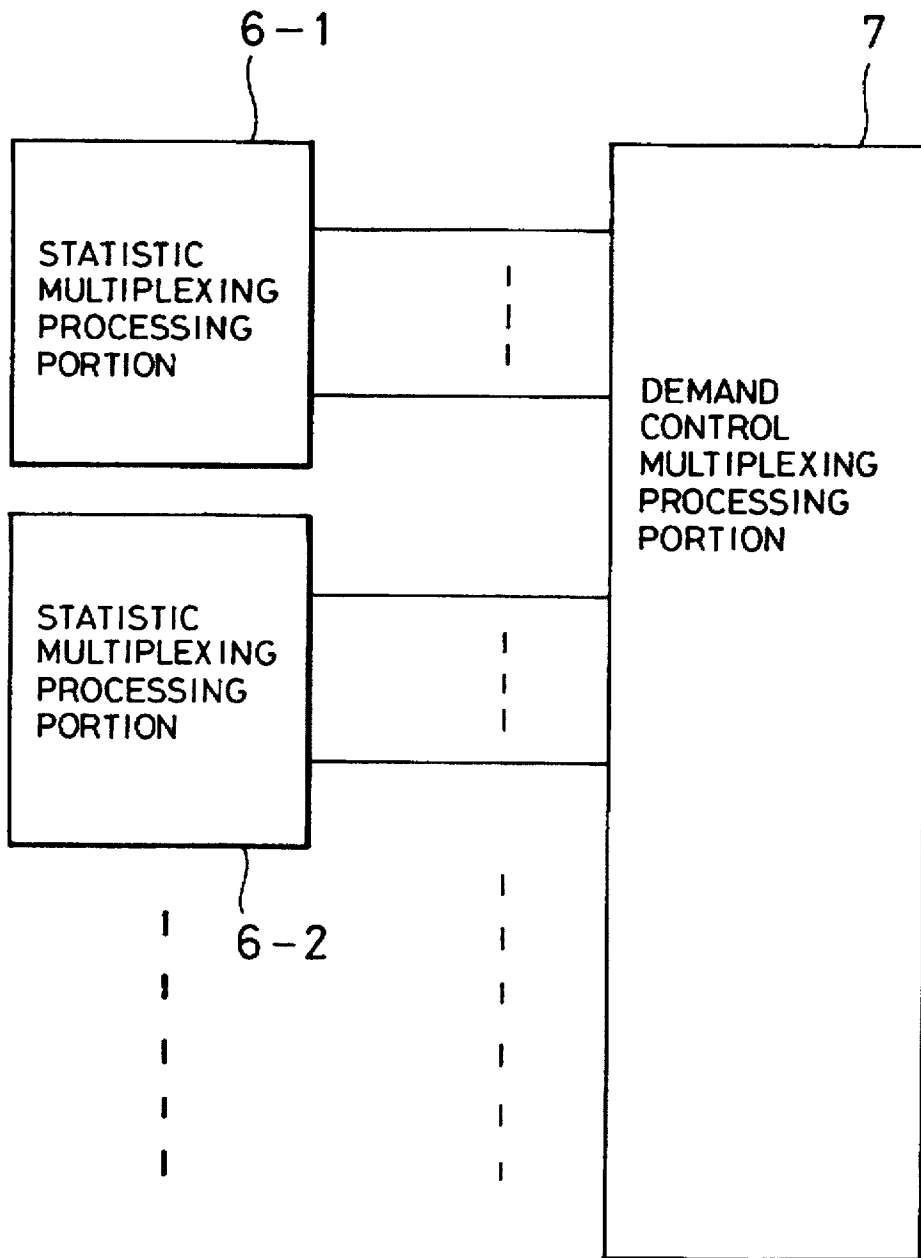 6-1
7
STATISTIC
MULTIPLEXING
PROCESSING
PORTION
DEMAND
CONTROL
MULTIPLEXING
PROCESSING
PORTION
STATISTIC
MULTIPLEXING
PROCESSING
PORTION
6-2